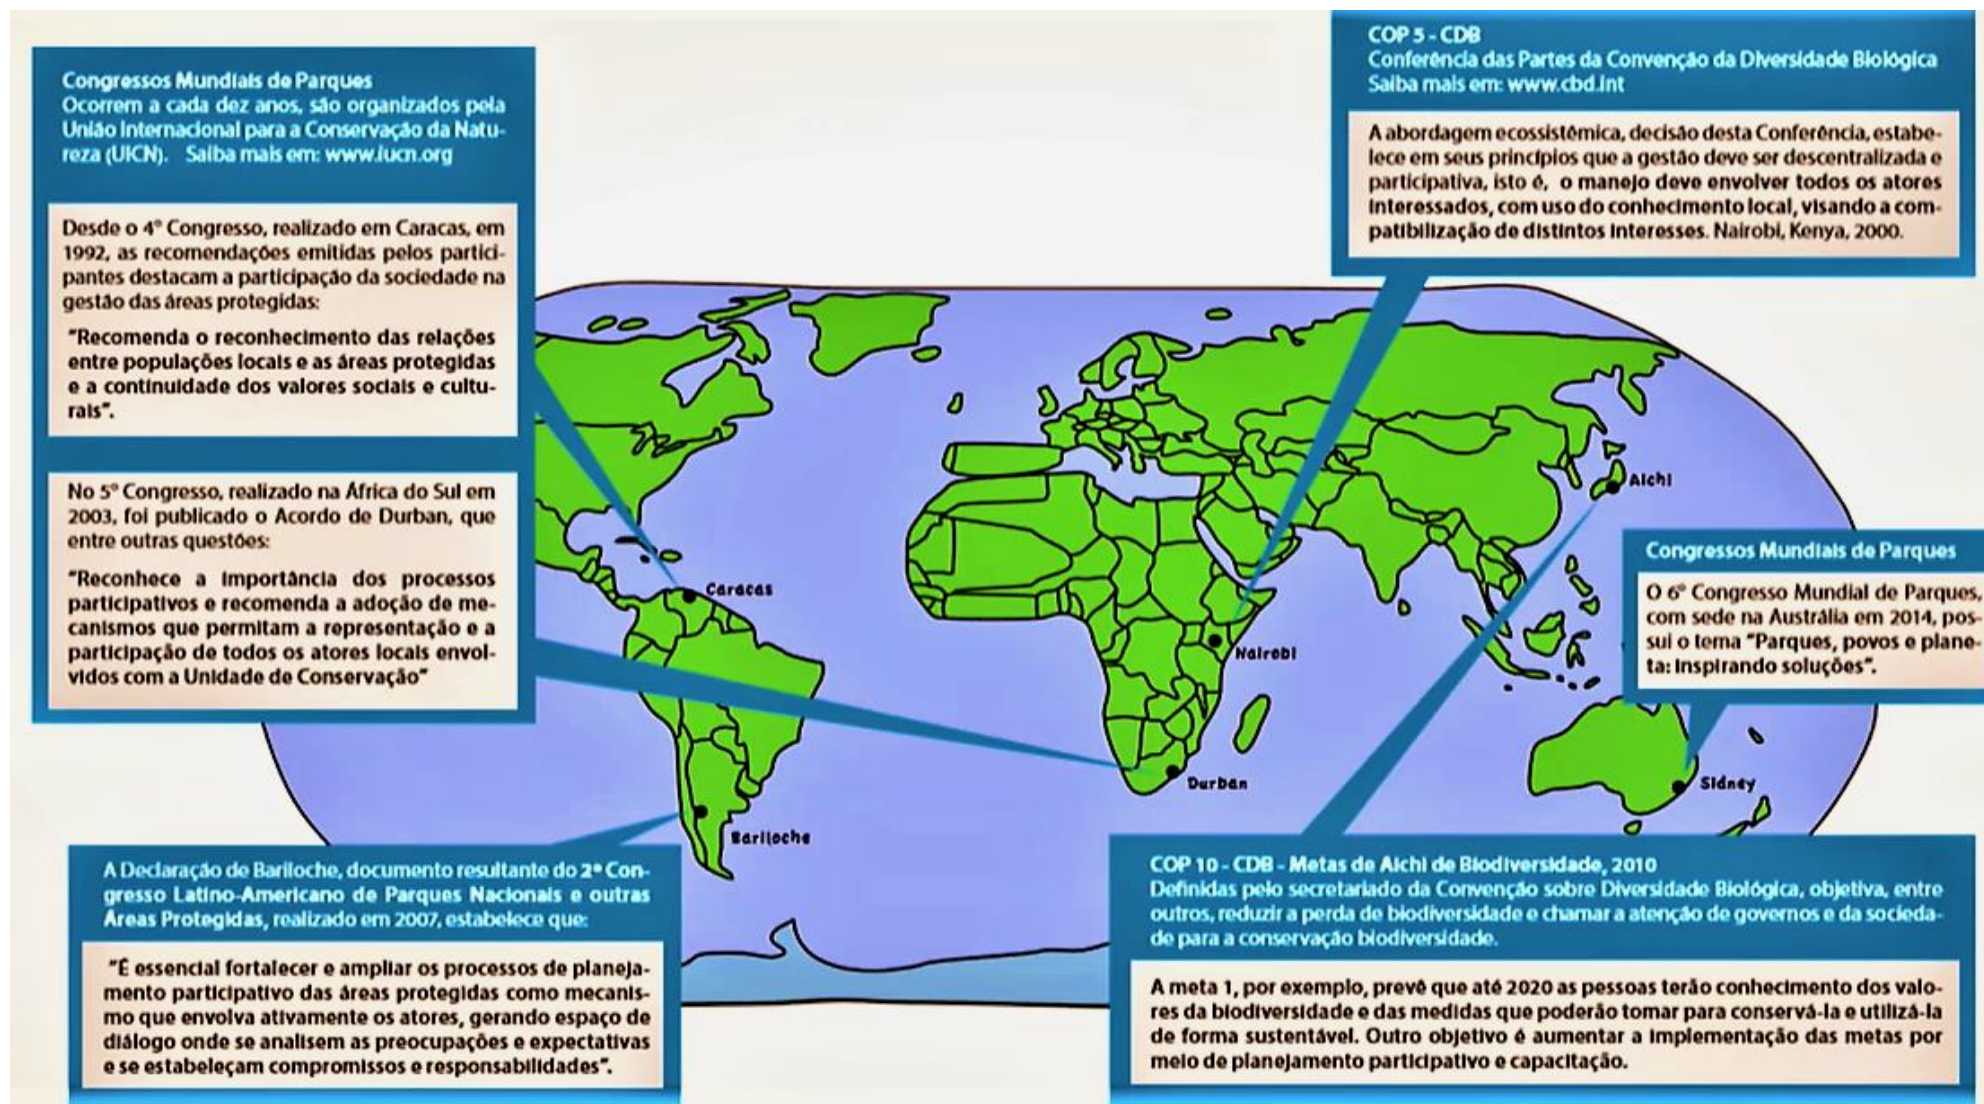 Congressos Mundiais de Parques
Ocorrem a cada dez anos, são organizados pela
União Internacional para a Conservação da Natu-
reza (UICN). Saiba mais em: www.iucn.org
Desde o 4º Congresso, realizado em Caracas, em
1992, as recomendações emitidas pelos partici-
pantes destacam a participação da sociedade na
gestão das áreas protegidas:
"Recomenda o reconhecimento das relações
entre populações locais e as áreas protegidas
e a continuidade dos valores sociais e cultu-
rais".
No 5º Congresso, realizado na África do Sul em
2003, foi publicado o Acordo de Durban, que
entre outras questões:
"Reconhece a importância dos processos
participativos e recomenda a adoção de me-
canismos que permitam a representação e a
participação de todos os atores locais envol-
vidos com a Unidade de Conservação"
COP 5 - CDB
Conferência das Partes da Convenção da Diversidade Biológica
Saiba mais em: www.cbd.int
A abordagem ecossistêmica, decisão desta Conferência, estabe-
lece em seus princípios que a gestão deve ser descentralizada e
participativa, isto é, o manejo deve envolver todos os atores
interessados, com uso do conhecimento local, visando a com-
patibilização de distintos interesses. Nairobi, Kenya, 2000.
Aichi
Congressos Mundiais de Parques
O 6º Congresso Mundial de Parques,
com sede na Austrália em 2014, pos-
sui o tema "Parques, povos e plane-
ta: inspirando soluções".
Caracas
Nairobi
Durban
Sidney
Bariloche
A Declaração de Bariloche, documento resultante do 2º Con-
gresso Latino-Americano de Parques Nacionais e outras
Áreas Protegidas, realizado em 2007, estabelece que:
"É essencial fortalecer e ampliar os processos de planeja-
mento participativo das áreas protegidas como mecanis-
mo que envolva ativamente os atores, gerando espaço de
diálogo onde se analisem as preocupações e expectativas
e se estabeleçam compromissos e responsabilidades".
COP 10 - CDB - Metas de Aichi de Biodiversidade, 2010
Definidas pelo secretariado da Convenção sobre Diversidade Biológica, objetiva, entre
outros, reduzir a perda de biodiversidade e chamar a atenção de governos e da socieda-
de para a conservação biodiversidade.
A meta 1, por exemplo, prevê que até 2020 as pessoas terão conhecimento dos valo-
res da biodiversidade e das medidas que poderão tomar para conservá-la e utilizá-la
de forma sustentável. Outro objetivo é aumentar a implementação das metas por
meio de planejamento participativo e capacitação.